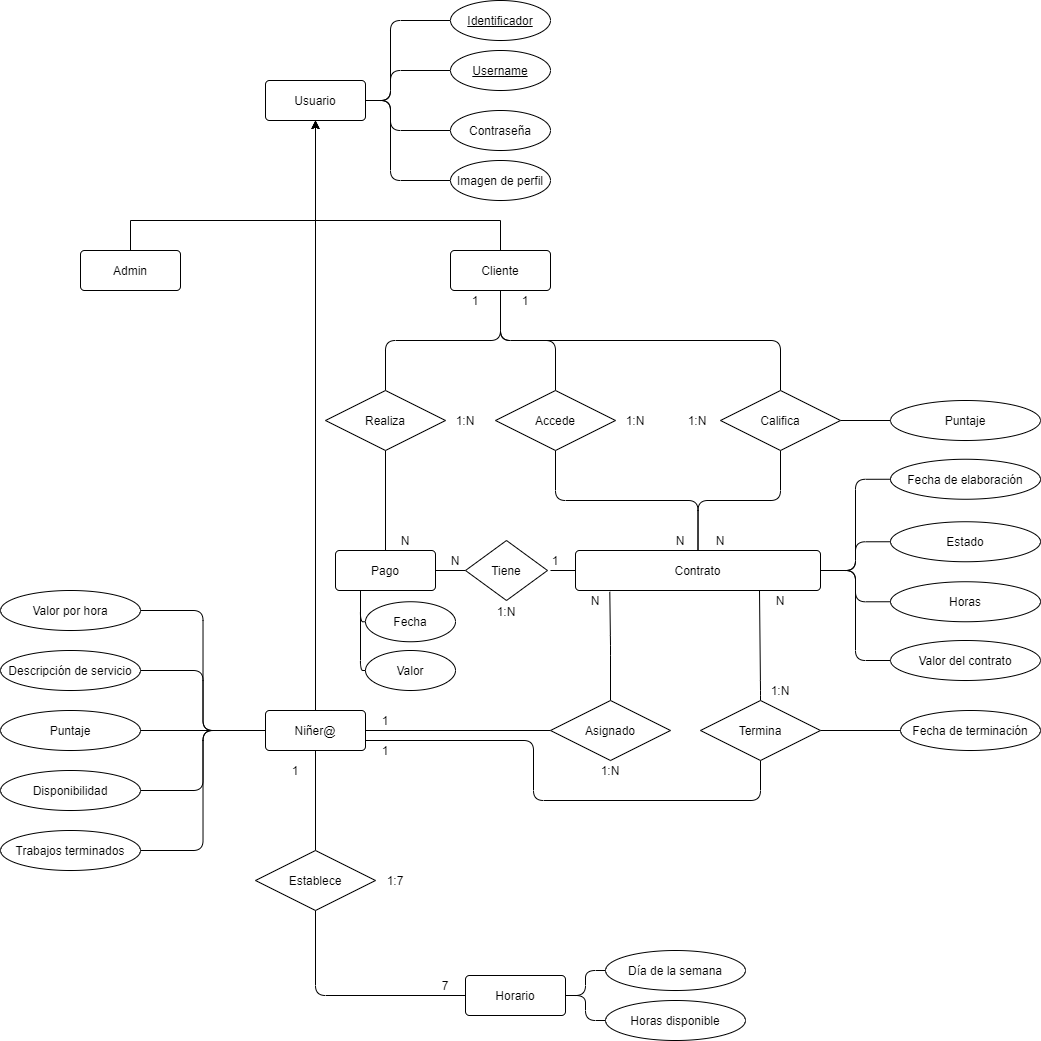 Identificador
Username
Usuario
Contraseña
Imagen de perfil
Admin
Cliente
1
1
Realiza
1:N
Accede
1:N
1:N
Califica
Puntaje
Fecha de elaboración
N
N
N
Estado
Pago
N
Tiene
1
Contrato
1:N
N
N
Horas
Valor por hora
Fecha
Descripción de servicio
Valor
Valor del contrato
1:N
Puntaje
Niñer@
1
1
Asignado
Termina
Fecha de terminación
1
1:N
Disponibilidad
Trabajos terminados
Establece
1:7
Día de la semana
7
Horario
Horas disponible